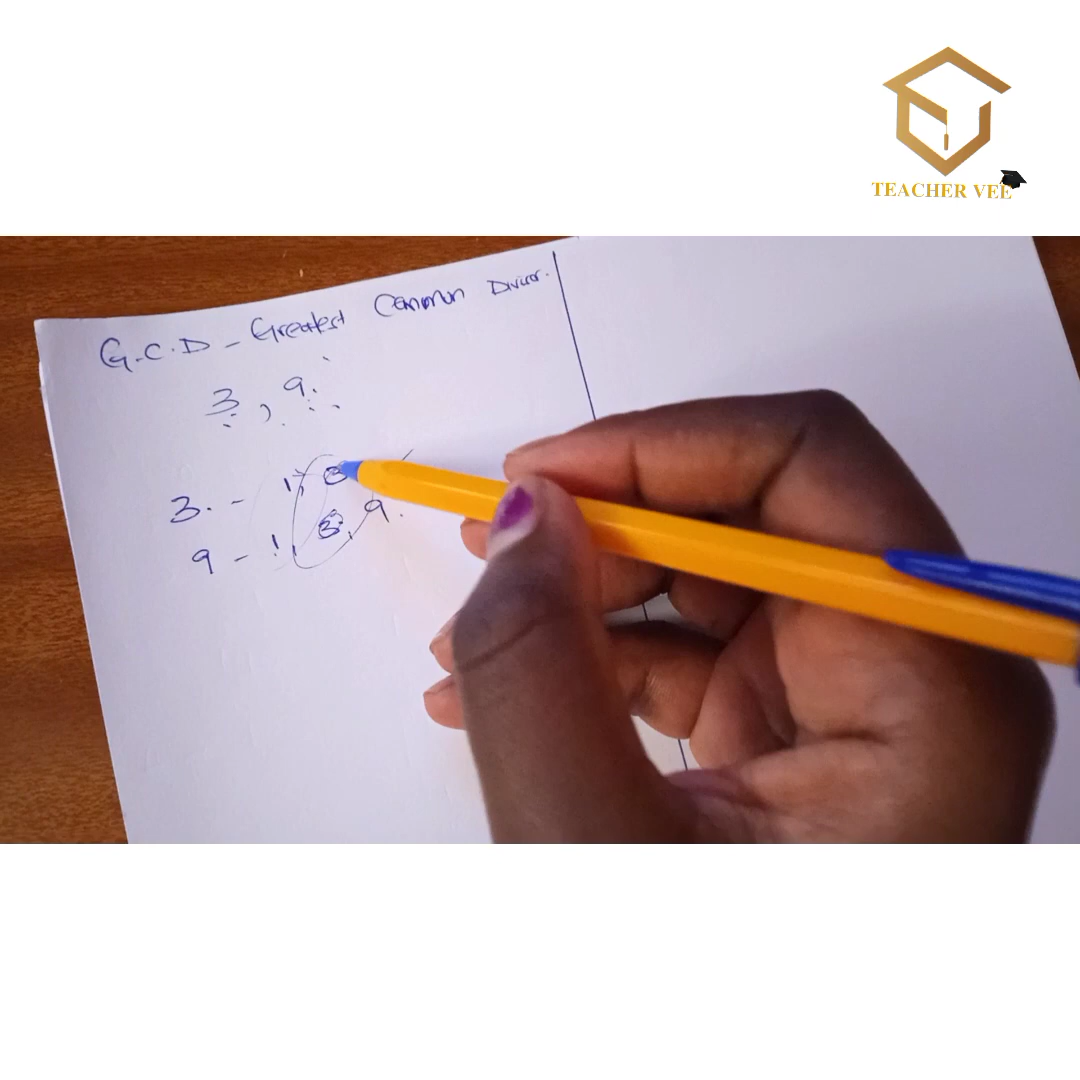 TEACHER VEE
G.C.D - Greatest Common Divisor.
3, 9.
3. - 1, 3
9 - 1, 3, 9.